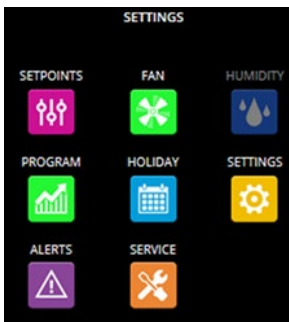 SETTINGS
SETPOINTS FAN HUMIDITY
PROGRAM HOLIDAY SETTINGS
ALERTS SERVICE